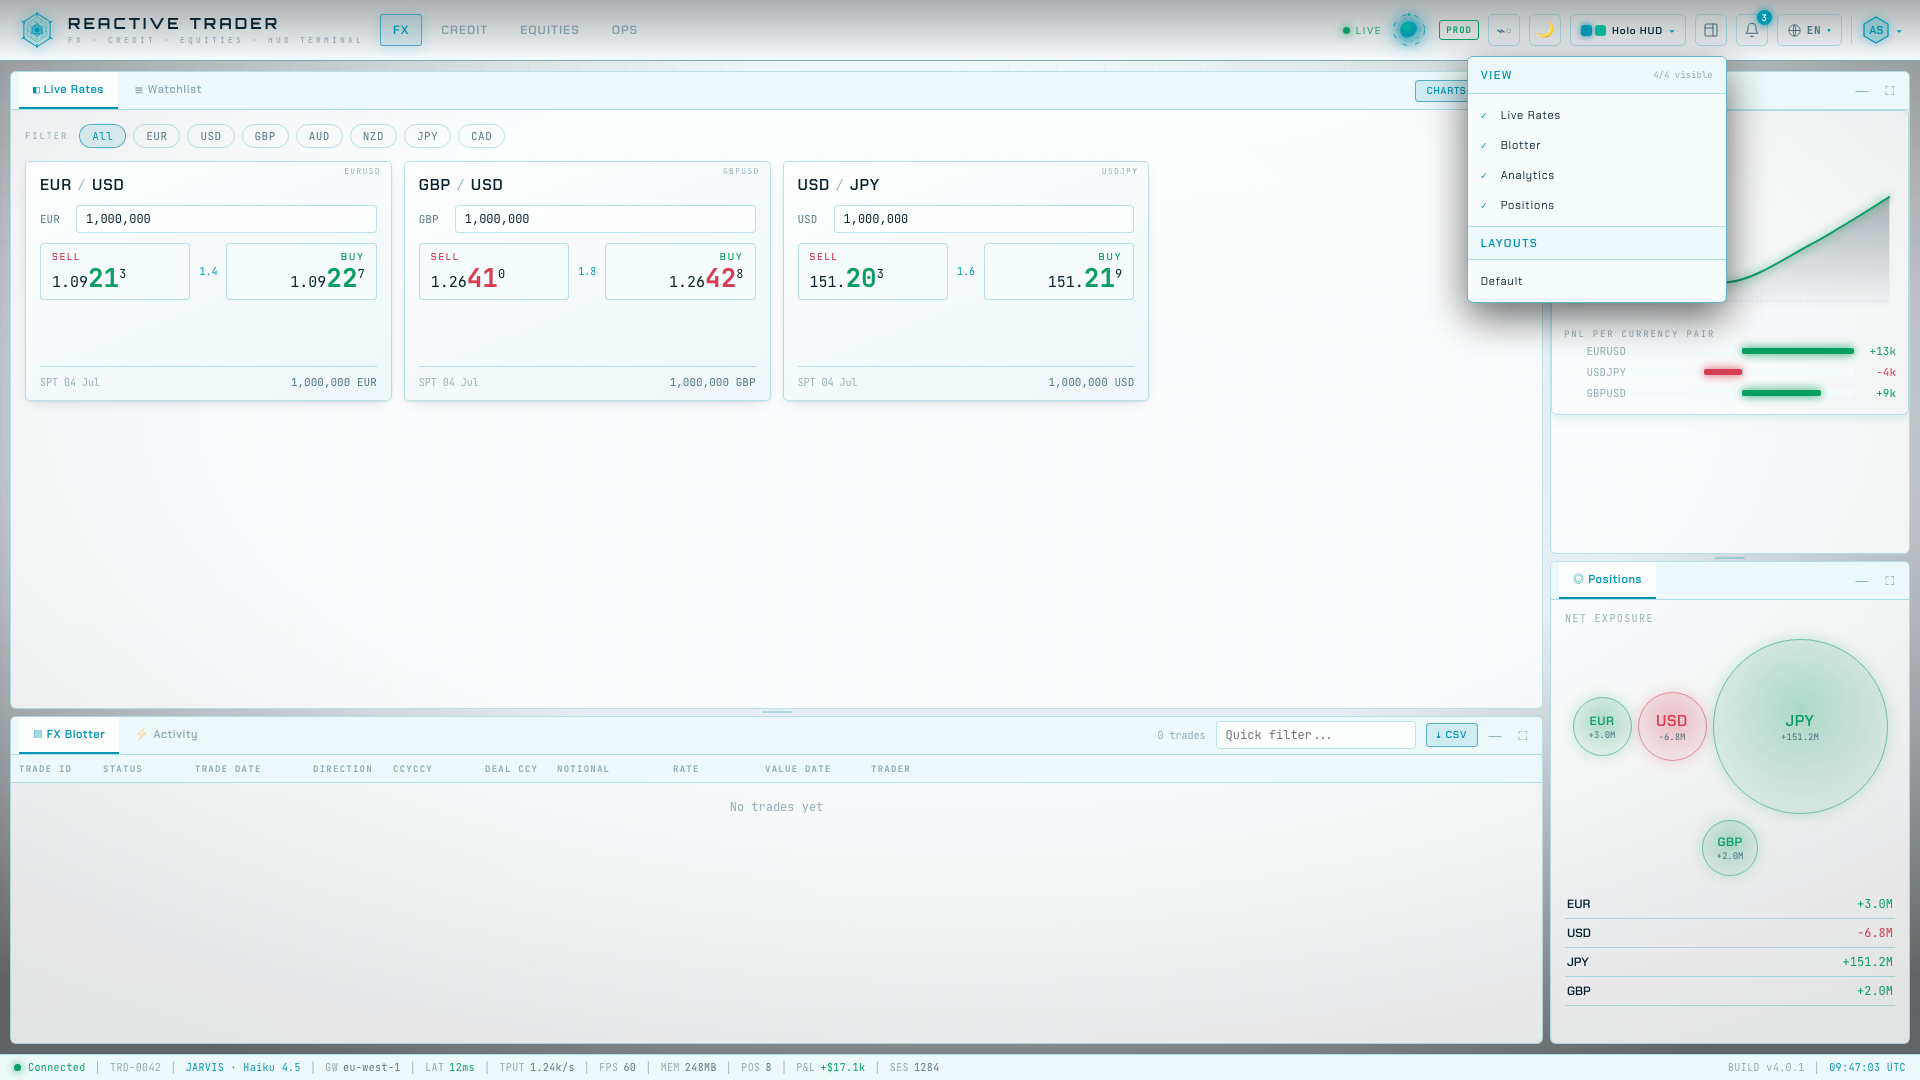 REACTIVE TRADER
FX · CREDIT · EQUITIES · HUD TERMINAL
FX
CREDIT
EQUITIES
OPS
LIVE
PROD
Holo HUD
3
EN
AS
Live Rates
Watchlist
CHARTS
FILTER
All
EUR
USD
GBP
AUD
NZD
JPY
CAD
EUR / USD
EURUSD
EUR
1,000,000
SELL
1.09213
1.4
BUY
1.09227
SPT 04 Jul
1,000,000 EUR
GBP / USD
GBPUSD
GBP
1,000,000
SELL
1.26410
1.8
BUY
1.26428
SPT 04 Jul
1,000,000 GBP
USD / JPY
USDJPY
USD
1,000,000
SELL
151.203
1.6
BUY
151.219
SPT 04 Jul
1,000,000 USD
VIEW
4/4 visible
✓ Live Rates
✓ Blotter
✓ Analytics
✓ Positions
LAYOUTS
Default
PNL PER CURRENCY PAIR
EURUSD +13k
USDJPY -4k
GBPUSD +9k
FX Blotter
Activity
0 trades
Quick filter...
↓ CSV
TRADE ID
STATUS
TRADE DATE
DIRECTION
CCYCCY
DEAL CCY
NOTIONAL
RATE
VALUE DATE
TRADER
No trades yet
Positions
NET EXPOSURE
EUR
+3.0M
USD
-6.8M
JPY
+151.2M
GBP
+2.0M
EUR +3.0M
USD -6.8M
JPY +151.2M
GBP +2.0M
Connected
TRD-0042
JARVIS · Haiku 4.5
GW eu-west-1
LAT 12ms
TPUT 1.24k/s
FPS 60
MEM 248MB
POS 8
P&L +$17.1k
SES 1284
BUILD v4.0.1
09:47:03 UTC